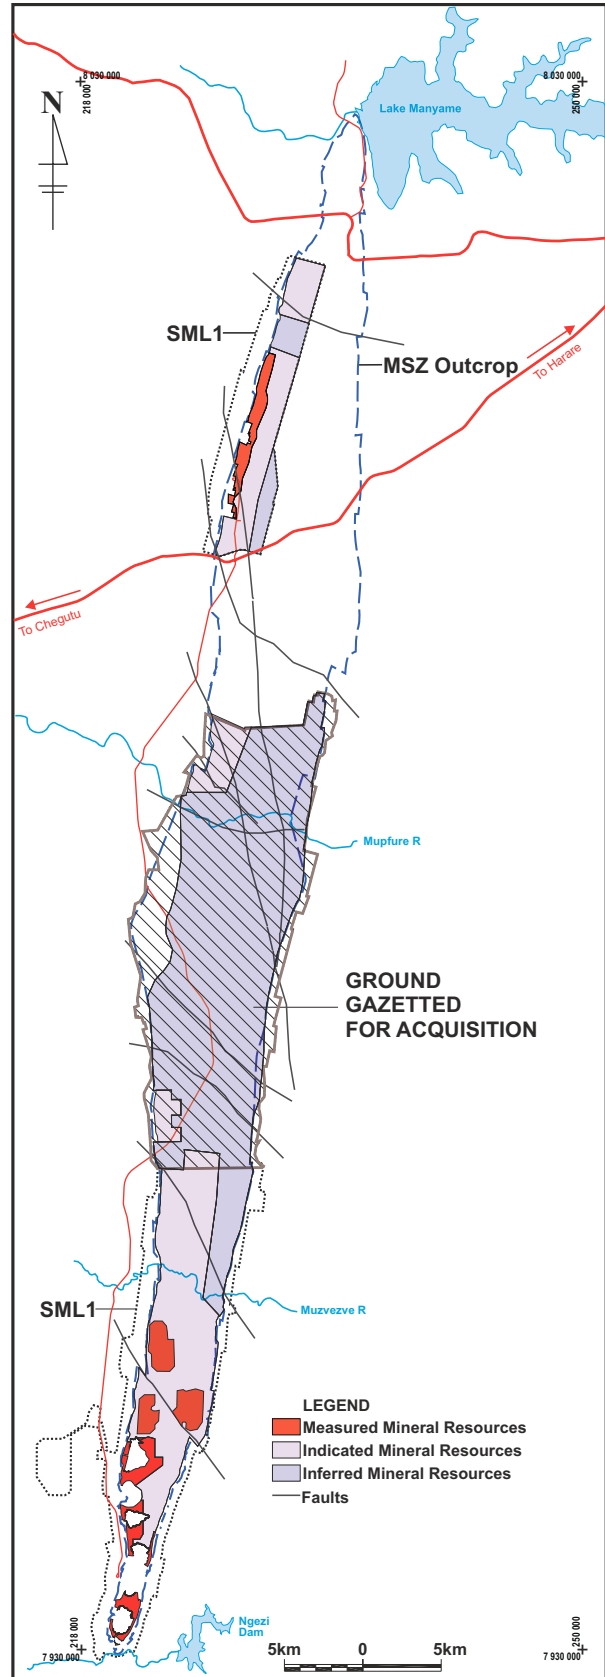 8 030 000
218 000
8 030 000
250 000
N
Lake Manyame
SML1
MSZ Outcrop
To Harare
To Chegutu
Mupfure R
GROUND
GAZETTED
FOR ACQUISITION
SML1
Muzvezve R
LEGEND
Measured Mineral Resources
Indicated Mineral Resources
Inferred Mineral Resources
Faults
Ngezi
Dam
218 000
7 930 000
5km
0
5km
7 930 000
250 000